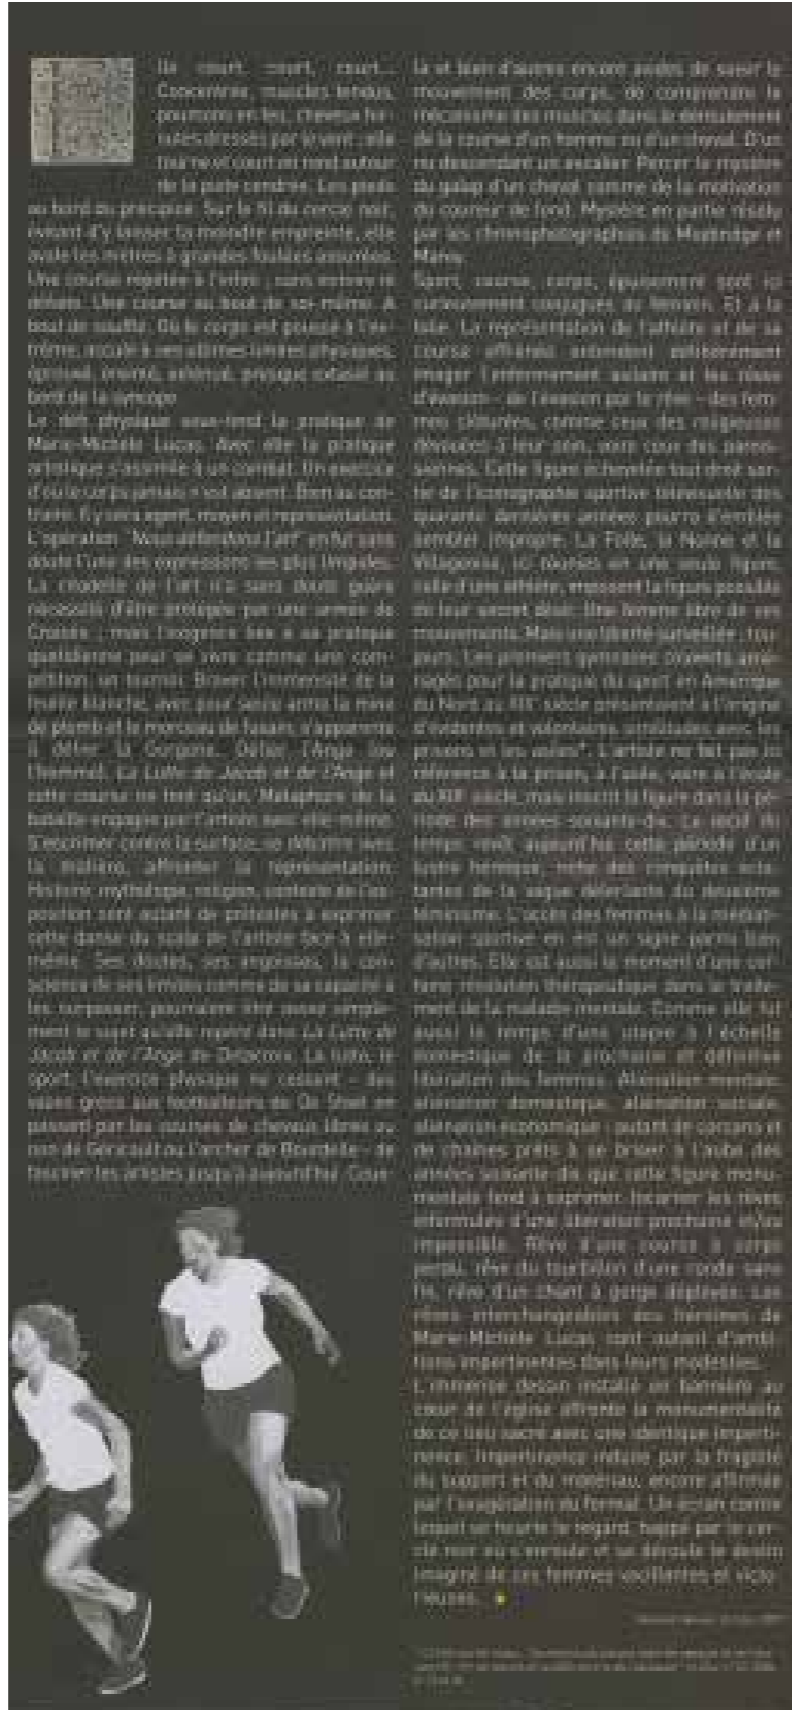 court, court, court...
Concentrée, muscles tendus,
poumons en feu, cheveux
dressés par le vent : elle
tourne et court en rond autour
de la piste cendrée. Les pieds
au bord du précipice. Sur le fil du cercle noir,
évitant d'y laisser la moindre empreinte, elle
avale les mètres à grandes foulées assurées.
Une course répétée à l'infini ; sans entrave ni
Une course au bout de soi-même. A
bout de souffle. Où le corps est poussé à l'ex-
trême, acculé à ses ultimes limites physiques,
éprouvé, exténué, presque extasié au
bord de la syncope.
Le défi physique sous-tend la pratique de
Marie-Michèle Lucas. Avec elle la pratique
artistique s'assimile à un combat. Un exercice
d'où le corps jamais n'est absent. Bien au con-
traire. Il y sera agent, moyen et représentation.
L'opération "Nous défendons l'art" en fut sans
doute l'une des expressions les plus limpides.
La citadelle de l'art n'a sans doute guère
nécessité d'être protégée par une armée de
Croisés ; mais l'exigence liée à sa pratique
quotidienne peut se vivre comme une com-
pétition, un tournoi. Braver l'immensité de la
feuille blanche, avec pour seule arme la mine
de plomb et le morceau de fusain, s'apparente
à défier la Gorgone. Défier l'Ange (ou
l'homme). La Lutte de Jacob et de l'Ange et
cette course ne font qu'un. Métaphore de la
bataille engagée par l'artiste avec elle-même.
S'escrimer contre la surface, se débattre avec
la matière, affronter la représentation.
Histoire, mythologie, religion, contexte de l'ex-
position sont autant de prétextes à exprimer
cette danse du scalp de l'artiste face à elle-
même. Ses doutes, ses angoisses, la con-
science de ses limites comme de sa capacité à
les surpasser, pourraient être aussi simple-
ment le sujet qu'elle repère dans La Lutte de
Jacob et de l'Ange de Delacroix. La lutte, le
sport, l'exercice physique ne cessent - des
vases grecs aux footballeurs de De Staël en
passant par les courses de chevaux libres au
de Géricault ou l'archer de Bourdelle - de
fasciner les artistes jusqu'à aujourd'hui. Ceux-
là et bien d'autres encore avides de saisir le
mouvement des corps, de comprendre le
mécanisme des muscles dans le déroulement
de la course d'un homme ou d'un cheval. D'un
nu descendant un escalier. Percer le mystère
du galop d'un cheval comme de la motivation
du coureur de fond. Mystère en partie résolu
par les chronophotographies de Muybridge et
Marey.
Sport, course, corps, épuisement sont ici
curieusement conjugués au féminin. Et à la
folie. La représentation de l'athlète et de sa
course effrénée entendent délibérément
imager l'enfermement asilaire et les rêves
d'évasion - de l'évasion par le rêve - des fem-
mes clôturées, comme ceux des religieuses
dévouées à leur foi, voire ceux des parois-
siennes. Cette figure échevelée tout droit sor-
tie de l'iconographie sportive télévisuelle des
quarante dernières années pourra d'emblée
sembler impropre. La Folle, la Nonne et la
Villageoise, ici réunies en une seule figure,
celle d'une athlète, endossent la figure possible
de leur secret désir. Une femme libre de ses
mouvements. Mais une liberté surveillée, tou-
jours. Les premiers gymnases couverts amé-
nagés pour la pratique du sport en Amérique
du Nord au XIXe siècle présentaient à l'origine
d'évidentes et volontaires similitudes avec les
prisons et les asiles*. L'artiste ne fait pas ici
référence à la prison, à l'asile, voire à l'école
du XIXe siècle, mais inscrit la figure dans la pé-
riode des années soixante-dix. Le recul du
temps revêt aujourd'hui cette période d'un
lustre héroïque, riche des conquêtes écla-
tantes de la vague déferlante du deuxième
féminisme. L'accès des femmes à la médiati-
sation sportive en est un signe parmi bien
d'autres. Elle est aussi le moment d'une cer-
taine révolution thérapeutique dans le traite-
ment de la maladie mentale. Comme elle fut
aussi le temps d'une utopie à l'échelle
domestique de la prochaine et définitive
libération des femmes. Aliénation mentale,
aliénation domestique, aliénation sociale,
aliénation économique : autant de carcans et
de chaînes prêts à se briser à l'aube des
années soixante-dix que cette figure monu-
mentale tend à exprimer. Incarner les rêves
informulés d'une libération prochaine et/ou
impossible. Rêve d'une course à corps
perdu, rêve du tourbillon d'une ronde sans
fin, rêve d'un chant à gorge déployée. Les
rêves interchangeables des héroïnes de
Marie-Michèle Lucas sont autant d'ambi-
tions impertinentes dans leurs modesties.
L'immense dessin installé en bannière au
cœur de l'église affronte la monumentalité
de ce lieu sacré avec une identique imperti-
nence. Impertinence induite par la fragilité
du support et du matériau, encore affirmée
par l'exagération du format. Un écran contre
lequel se heurte le regard, happé par le cer-
cle noir où s'enroule et se déroule le destin
imaginé de ces femmes vacillantes et victo-
rieuses.